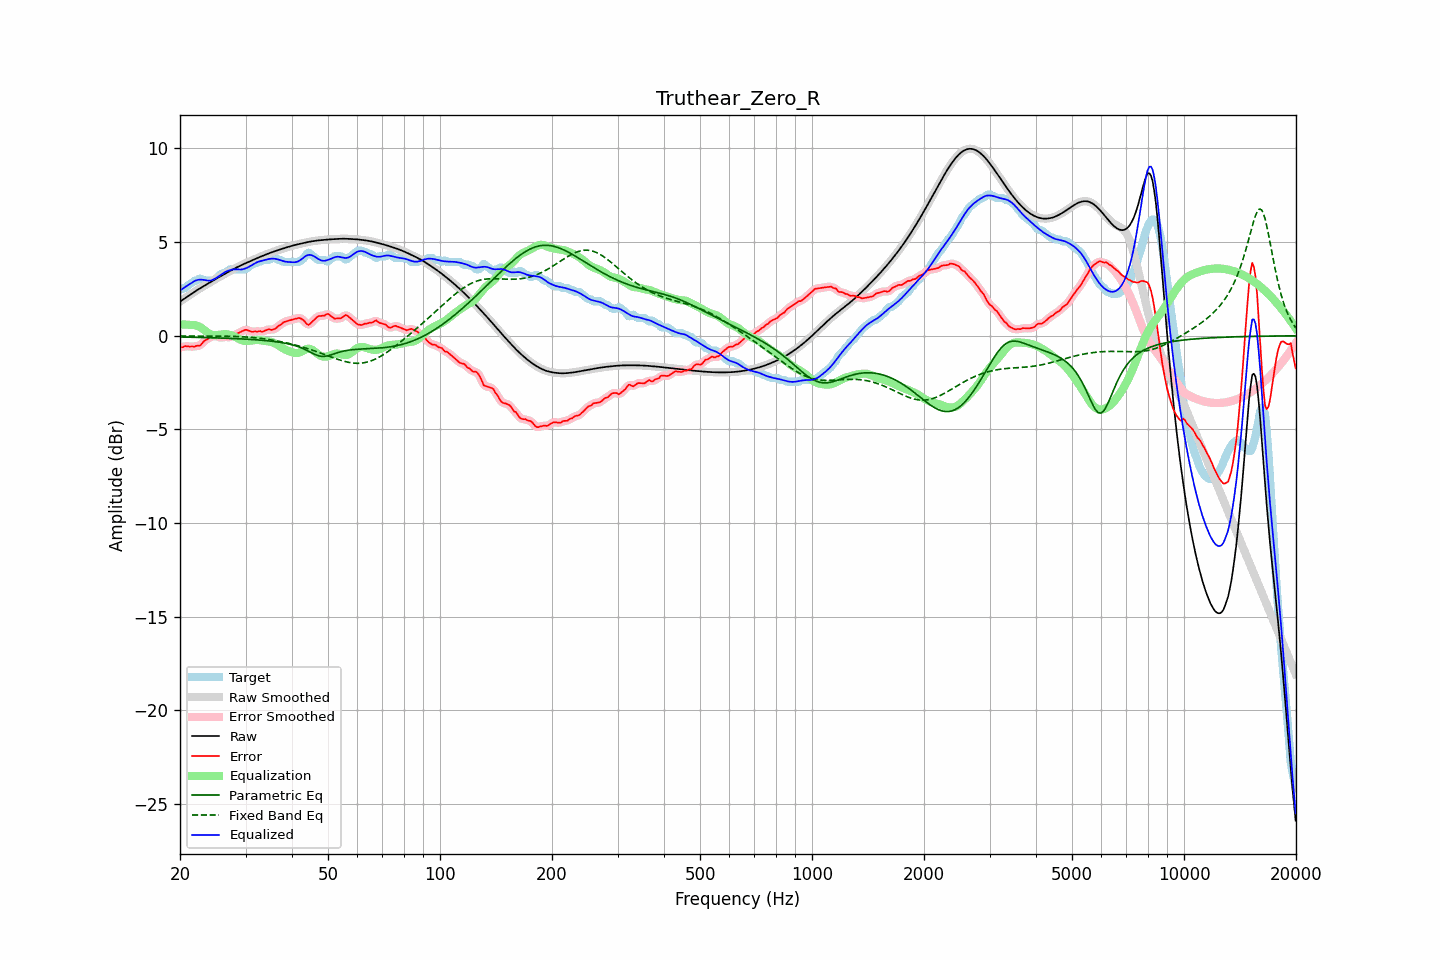 Truthear_Zero_R
Amplitude (dBr)
10
5
0
−5
−10
−15
−20
−25
Target
Raw Smoothed
Error Smoothed
Raw
Error
Equalization
Parametric Eq
Fixed Band Eq
Equalized
20 50 100 200 500 1000 2000 5000 10000 20000
Frequency (Hz)